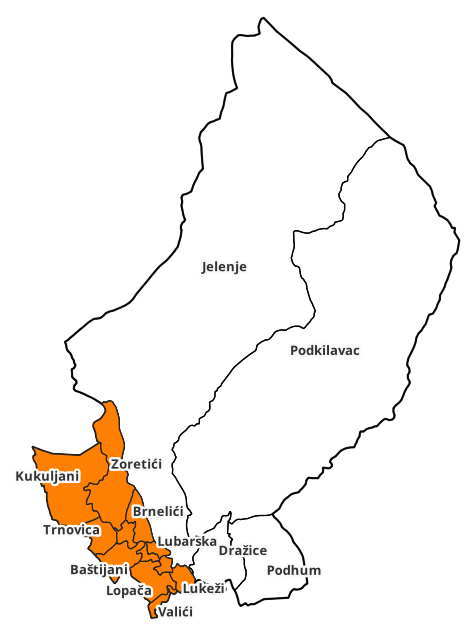 Jelenje
Podkilavac
Zoretići
Kukuljani
Brnelići
Trnovica
Lubarska
Dražice
Baštijani
Podhum
Lopača
Lukeži
Valići